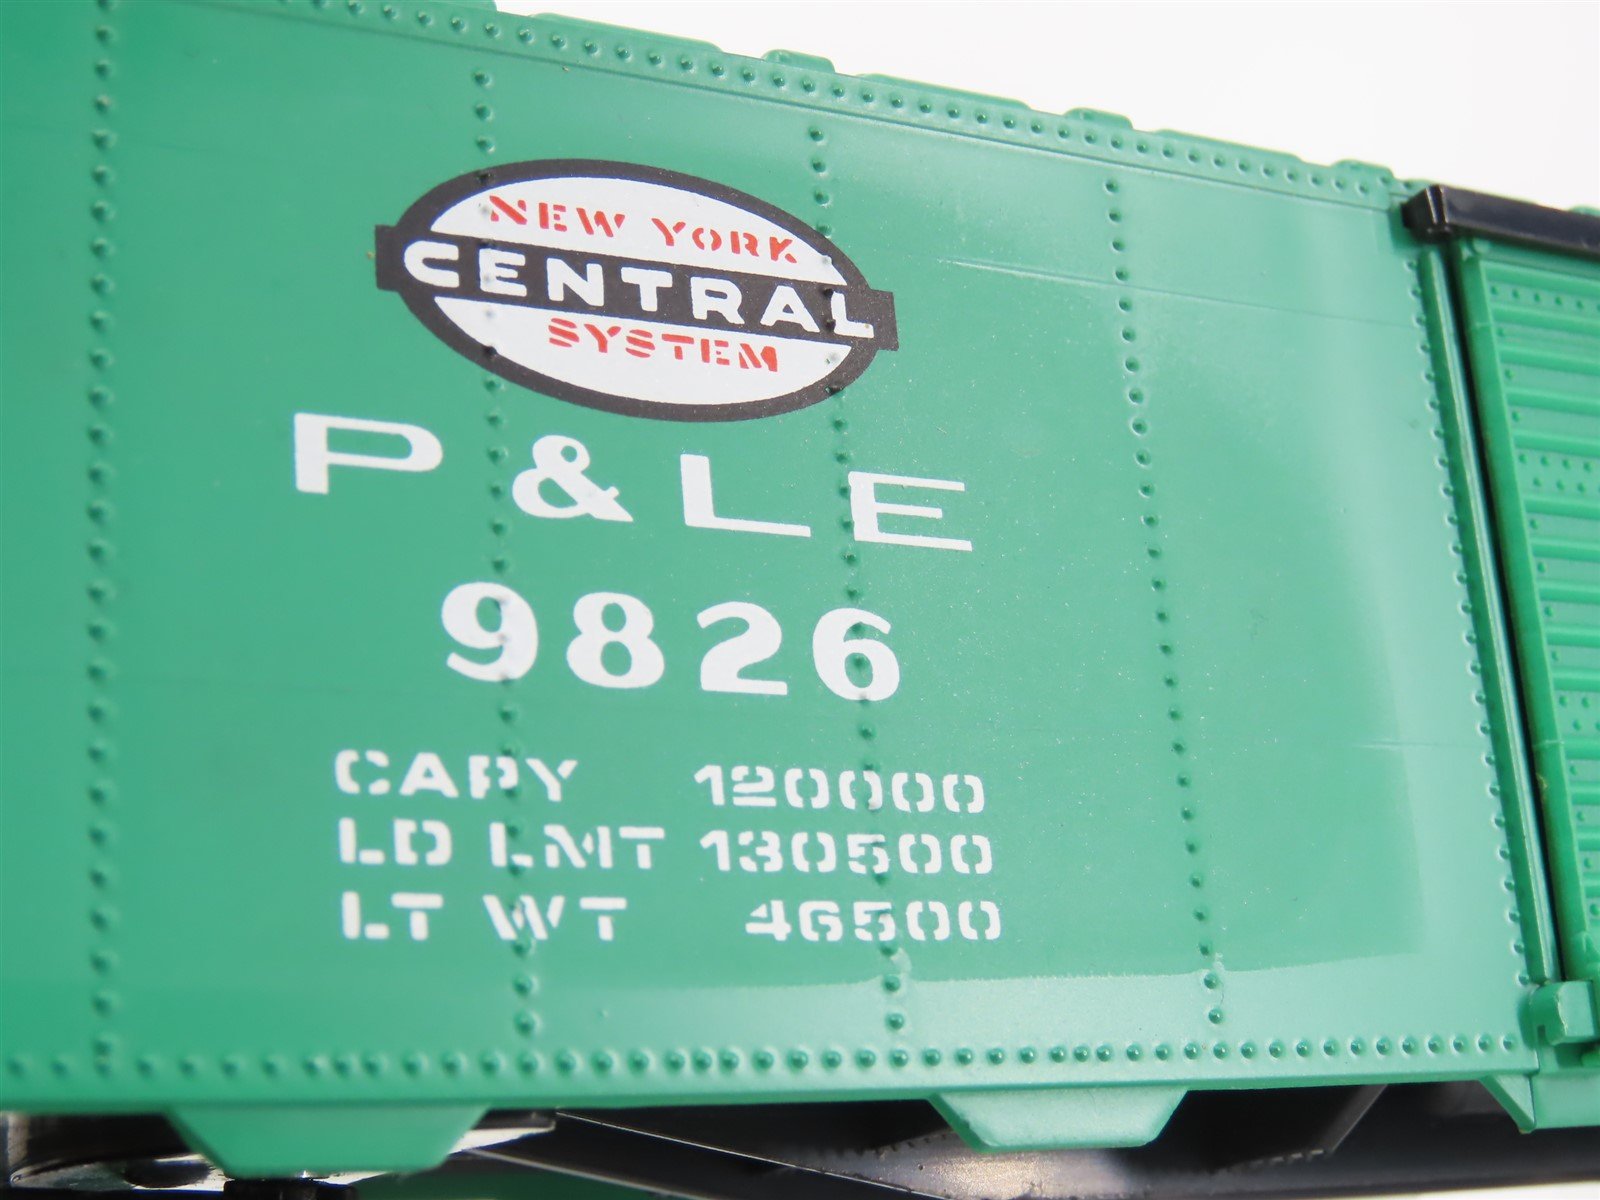 NEW YORK
CENTRAL
SYSTEM
P & LE
9826
CAPY 120000
LD LMT 130500
LT WT 46500